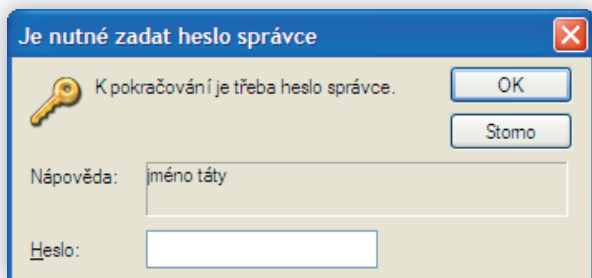 Je nutné zadat heslo správce
K pokračování je třeba heslo správce.
OK
Storno
Nápověda:
jméno táty
Heslo: